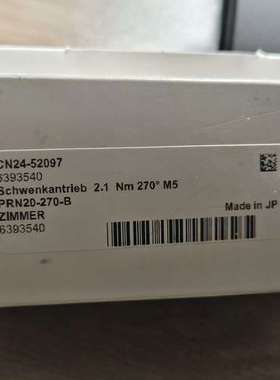 CN24-52097
6393540
Schwenkantrieb 2.1 Nm 270° M5
PRN20-270-B
ZIMMER
Made in JP
6393540